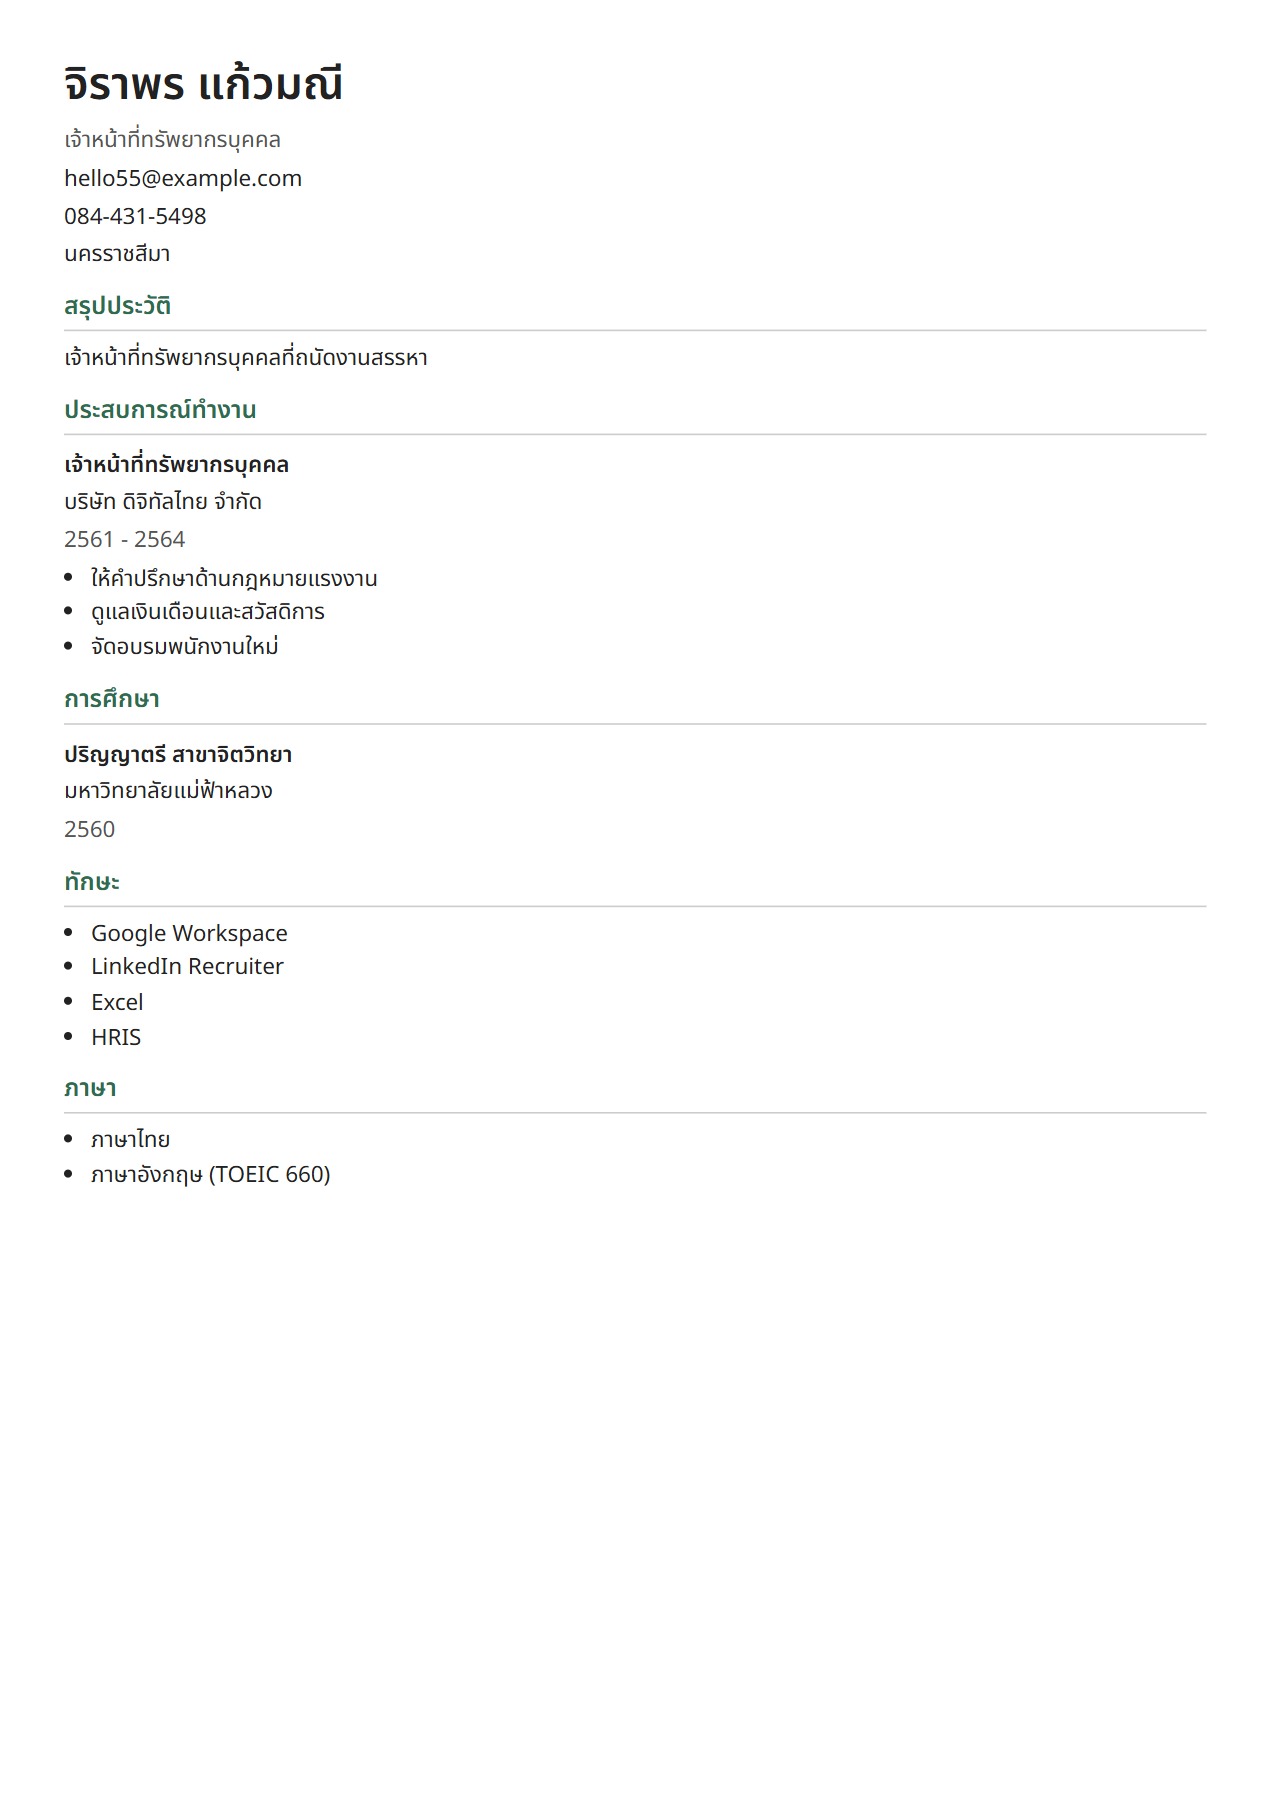 จิราพร แก้วมณี
เจ้าหน้าที่ทรัพยากรบุคคล
hello55@example.com
084-431-5498
นครราชสีมา
สรุปประวัติ
เจ้าหน้าที่ทรัพยากรบุคคลที่ถนัดงานสรรหา
ประสบการณ์ทำงาน
เจ้าหน้าที่ทรัพยากรบุคคล
บริษัท ดิจิทัลไทย จำกัด
2561 - 2564
• ให้คำปรึกษาด้านกฎหมายแรงงาน
• ดูแลเงินเดือนและสวัสดิการ
• จัดอบรมพนักงานใหม่
การศึกษา
ปริญญาตรี สาขาจิตวิทยา
มหาวิทยาลัยแม่ฟ้าหลวง
2560
ทักษะ
• Google Workspace
• LinkedIn Recruiter
• Excel
• HRIS
ภาษา
• ภาษาไทย
• ภาษาอังกฤษ (TOEIC 660)